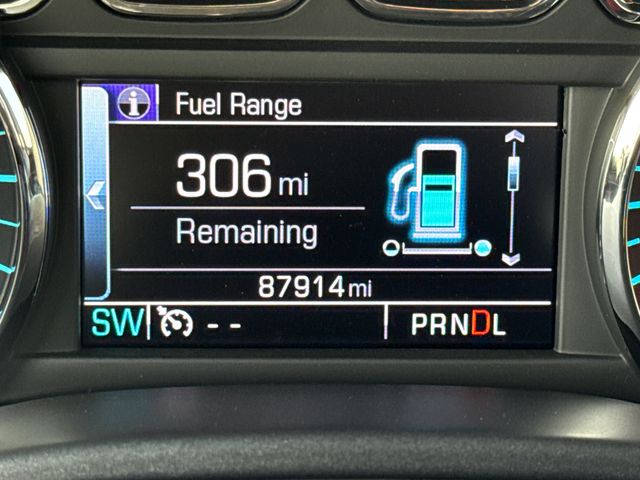 i Fuel Range
306 mi
Remaining
87914 mi
SW -- PRNDL